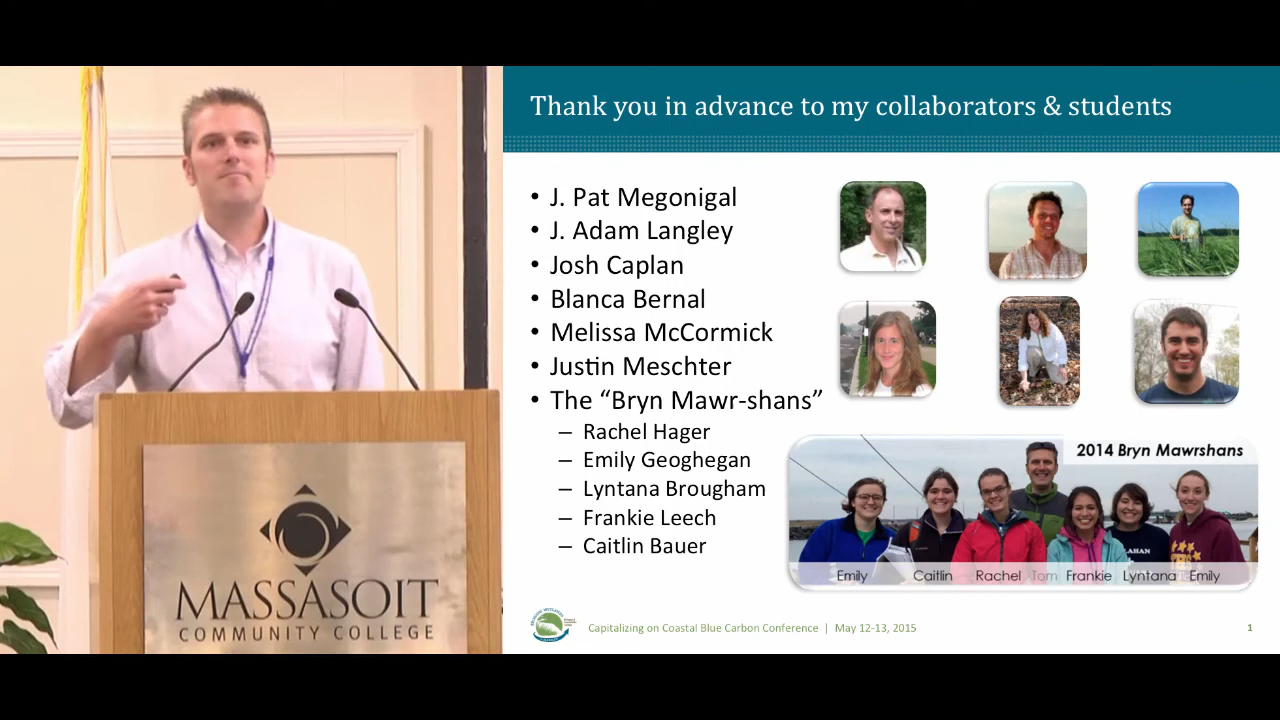 Thank you in advance to my collaborators & students
• J. Pat Megonigal
• J. Adam Langley
• Josh Caplan
• Blanca Bernal
• Melissa McCormick
• Justin Meschter
• The “Bryn Mawr-shans”
– Rachel Hager
– Emily Geoghegan
– Lyntana Brougham
– Frankie Leech
– Caitlin Bauer
2014 Bryn Mawrshans
Emily Caitlin Rachel Tom Frankie Lyntana Emily
Capitalizing on Coastal Blue Carbon Conference | May 12-13, 2015
1
MASSASOIT
COMMUNITY COLLEGE